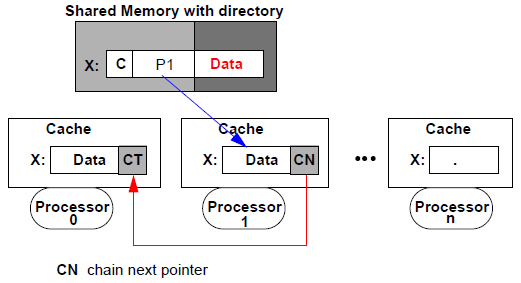 Shared Memory with directory
X: C P1 Data
Cache Cache Cache
X: Data CT X: Data CN ••• X: .
Processor Processor Processor
0 1 n
CN chain next pointer